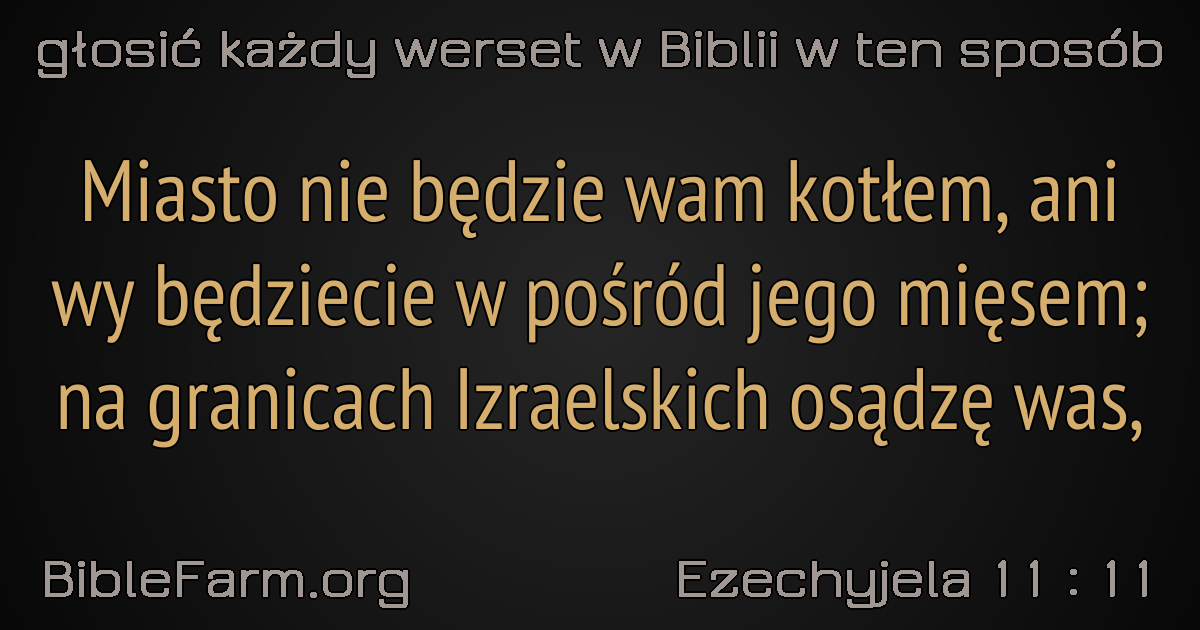 głosić każdy werset w Biblii w ten sposób
Miasto nie będzie wam kotłem, ani
wy będziecie w pośród jego mięsem;
na granicach Izraelskich osądzę was,
BibleFarm.org
Ezechyjela 11 : 11